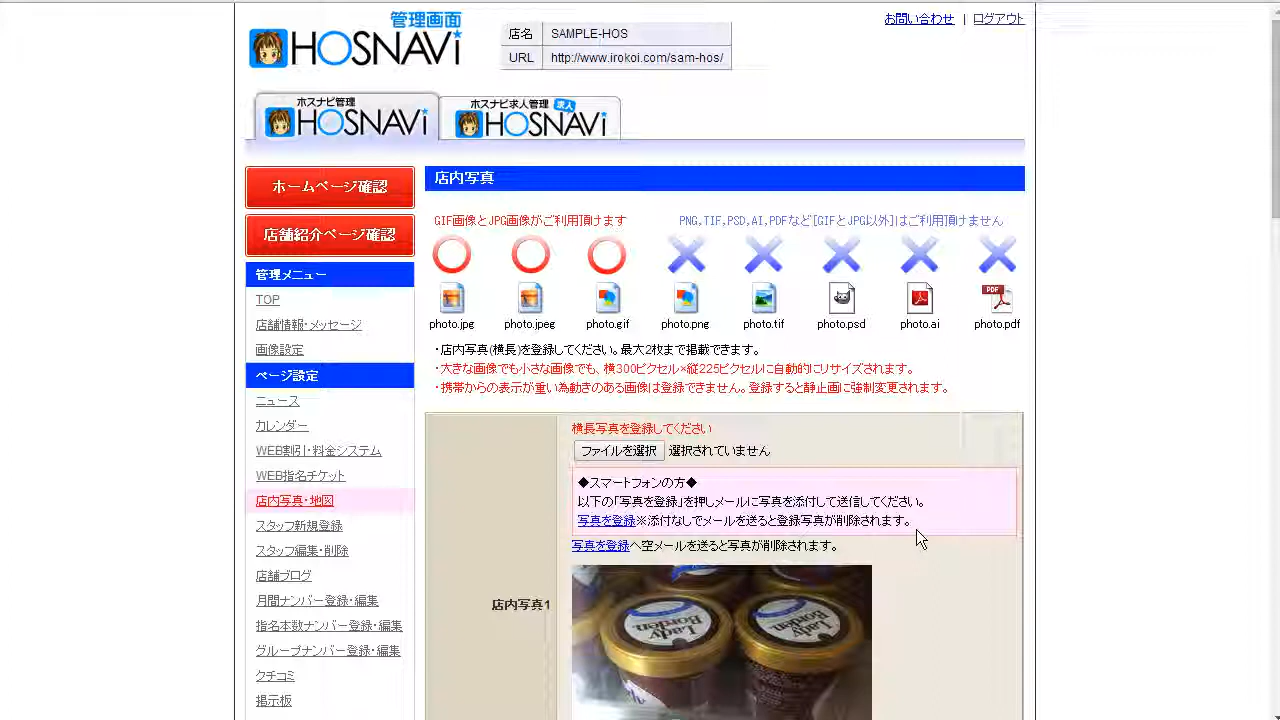 管理画面
HOSNAVi
店名 SAMPLE-HOS
URL http://www.irokoi.com/sam-hos/
お問い合わせ | ログアウト
ホスナビ管理
HOSNAVi
ホスナビ求人管理 求人
HOSNAVi
ホームページ確認
店舗紹介ページ確認
管理メニュー
TOP
店舗情報・メッセージ
画像設定
ページ設定
ニュース
カレンダー
WEB割引・料金システム
WEB指名チケット
店内写真・地図
スタッフ新規登録
スタッフ編集・削除
店舗ブログ
月間ナンバー登録・編集
指名本数ナンバー登録・編集
グループナンバー登録・編集
クチコミ
掲示板
店内写真
GIF画像とJPG画像がご利用頂けます
PNG,TIF,PSD,AI,PDFなど[GIFとJPG以外]はご利用頂けません
PDF
photo.jpg photo.jpeg photo.gif photo.png photo.tif photo.psd photo.ai photo.pdf
・店内写真(横長)を登録してください。最大2枚まで掲載できます。
・大きな画像でも小さな画像でも、横300ピクセル×縦225ピクセルに自動的にリサイズされます。
・携帯からの表示が重い為動きのある画像は登録できません。登録すると静止画に強制変更されます。
横長写真を登録してください
ファイルを選択 選択されていません
◆スマートフォンの方◆
以下の「写真を登録」を押しメールに写真を添付して送信してください。
写真を登録※添付なしでメールを送ると登録写真が削除されます。
写真を登録へ空メールを送ると写真が削除されます。
店内写真1
Lady Borden
Lady Borden